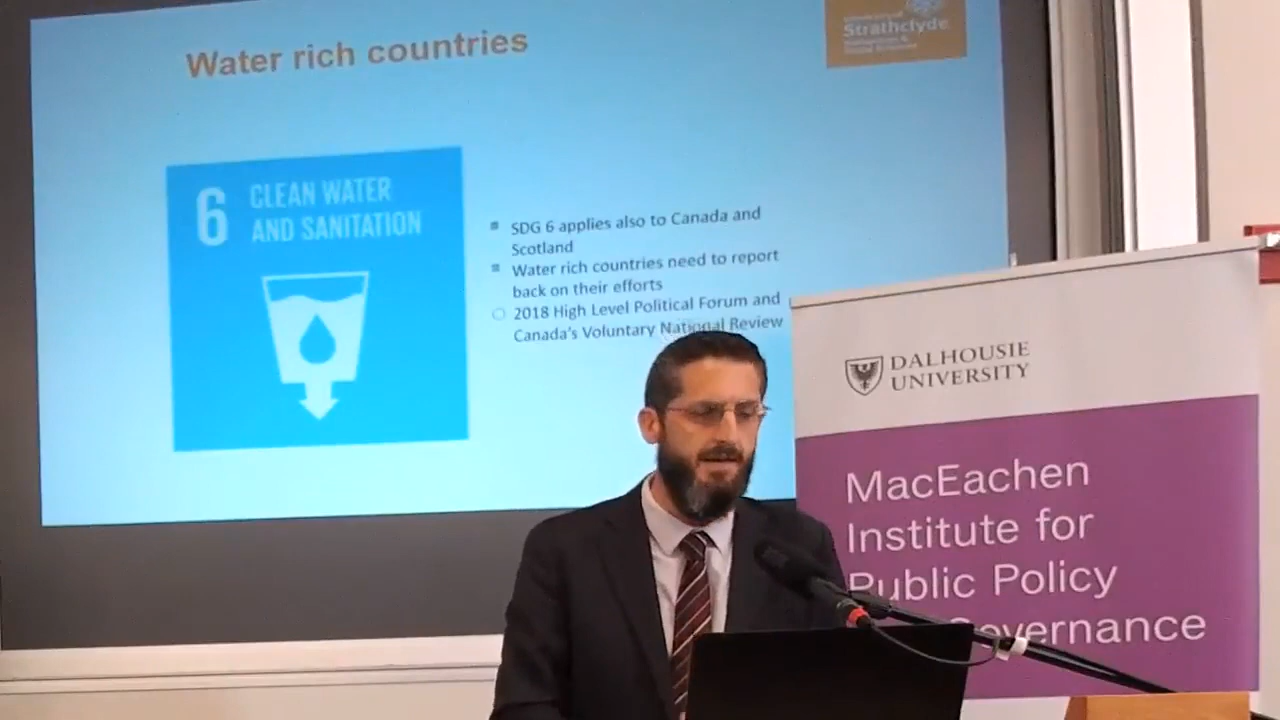 Water rich countries
Strathclyde
6 CLEAN WATER
AND SANITATION
SDG 6 applies also to Canada and
Scotland
Water rich countries need to report
back on their efforts
2018 High Level Political Forum and
Canada's Voluntary National Review
DALHOUSIE
UNIVERSITY
MacEachen
Institute for
Public Policy
Governance